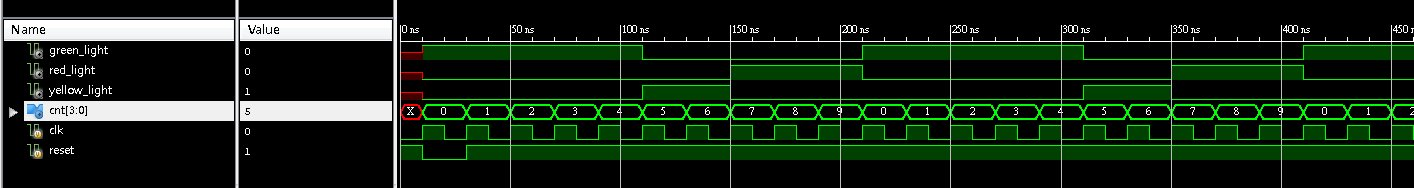 Name Value 0 ns 50 ns 100 ns 150 ns 200 ns 250 ns 300 ns 350 ns 400 ns
green_light 0
red_light 0
yellow_light 1
cnt[3:0] 5 X 0 1 2 3 4 5 6 7 8 9 0 1 2 3 4 5 6 7 8 9 0 1 2
clk 0
reset 1